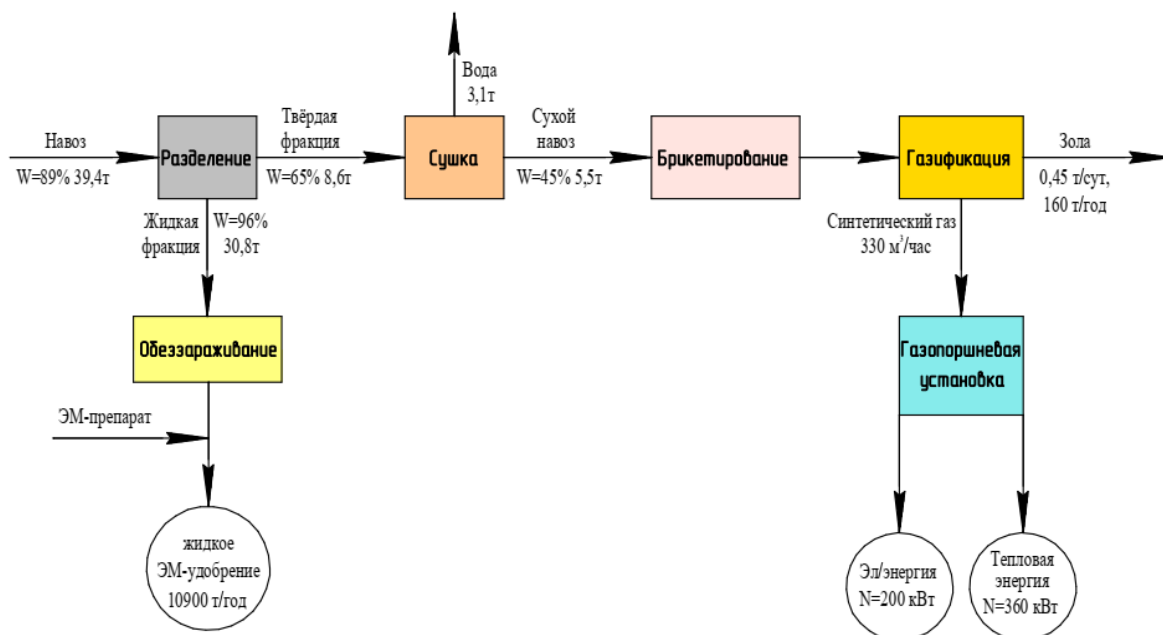 Вода
3,1т
Навоз
W=89% 39,4т
Разделение
Твёрдая
фракция
W=65% 8,6т
Сушка
Сухой
навоз
W=45% 5,5т
Брикетирование
Газификация
Зола
0,45 т/сут,
160 т/год
Жидкая
фракция
W=96%
30,8т
Синтетический газ
330 м³/час
Обеззараживание
Газопоршневая
установка
ЭМ-препарат
жидкое
ЭМ-удобрение
10900 т/год
Эл/энергия
N=200 кВт
Тепловая
энергия
N=360 кВт